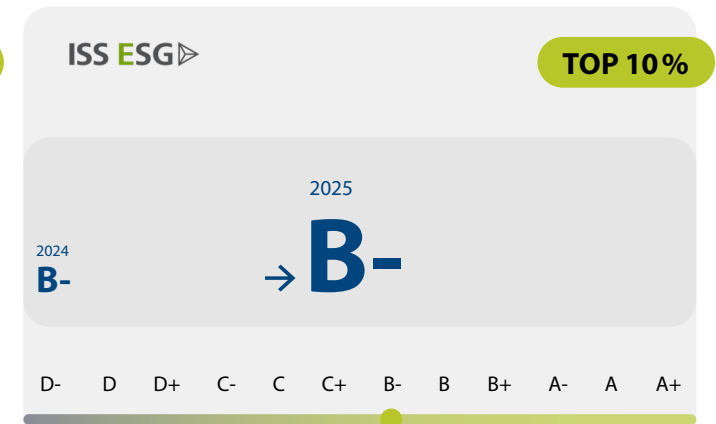 ISS ESG
TOP 10 %
2025
2024
B-
→ B-
D- D D+ C- C C+ B- B B+ A- A A+